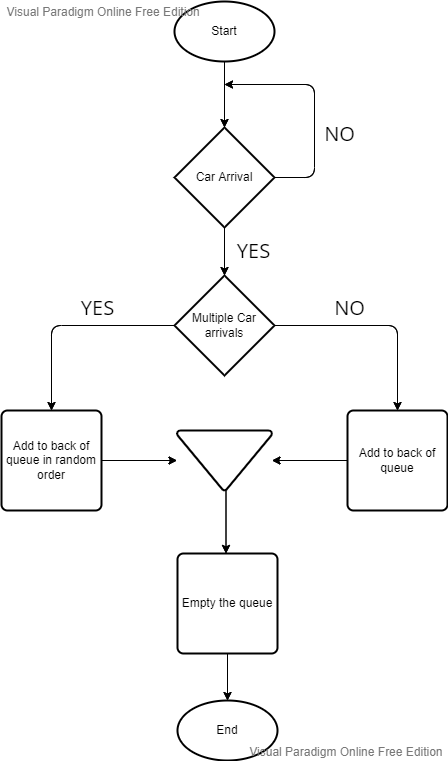 Visual Paradigm Online Free Edition
Start
NO
Car Arrival
YES
YES
Multiple Car
arrivals
NO
Add to back of
queue in random
order
Add to back of
queue
Empty the queue
End
Visual Paradigm Online Free Edition